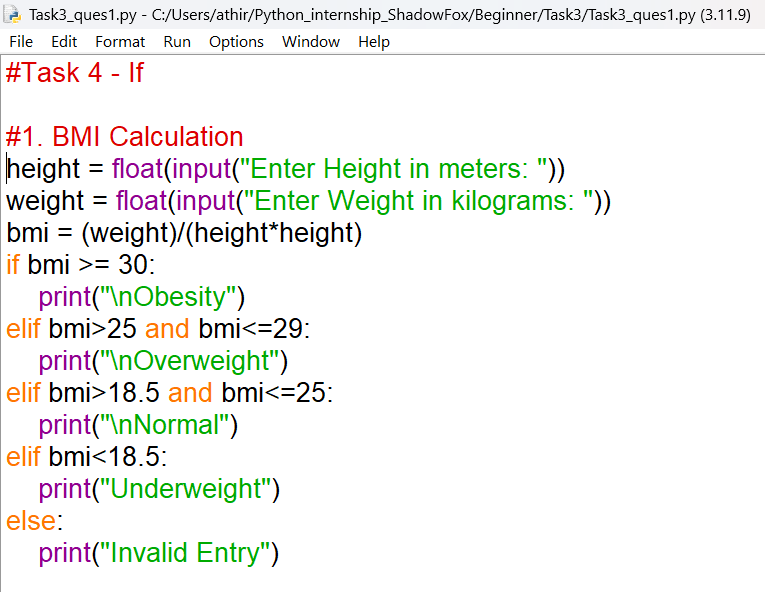 Task3_ques1.py - C:/Users/athir/Python_internship_ShadowFox/Beginner/Task3/Task3_ques1.py (3.11.9)
File Edit Format Run Options Window Help
#Task 4 - If
#1. BMI Calculation
height = float(input("Enter Height in meters: "))
weight = float(input("Enter Weight in kilograms: "))
bmi = (weight)/(height*height)
if bmi >= 30:
    print("\nObesity")
elif bmi>25 and bmi<=29:
    print("\nOverweight")
elif bmi>18.5 and bmi<=25:
    print("\nNormal")
elif bmi<18.5:
    print("Underweight")
else:
    print("Invalid Entry")